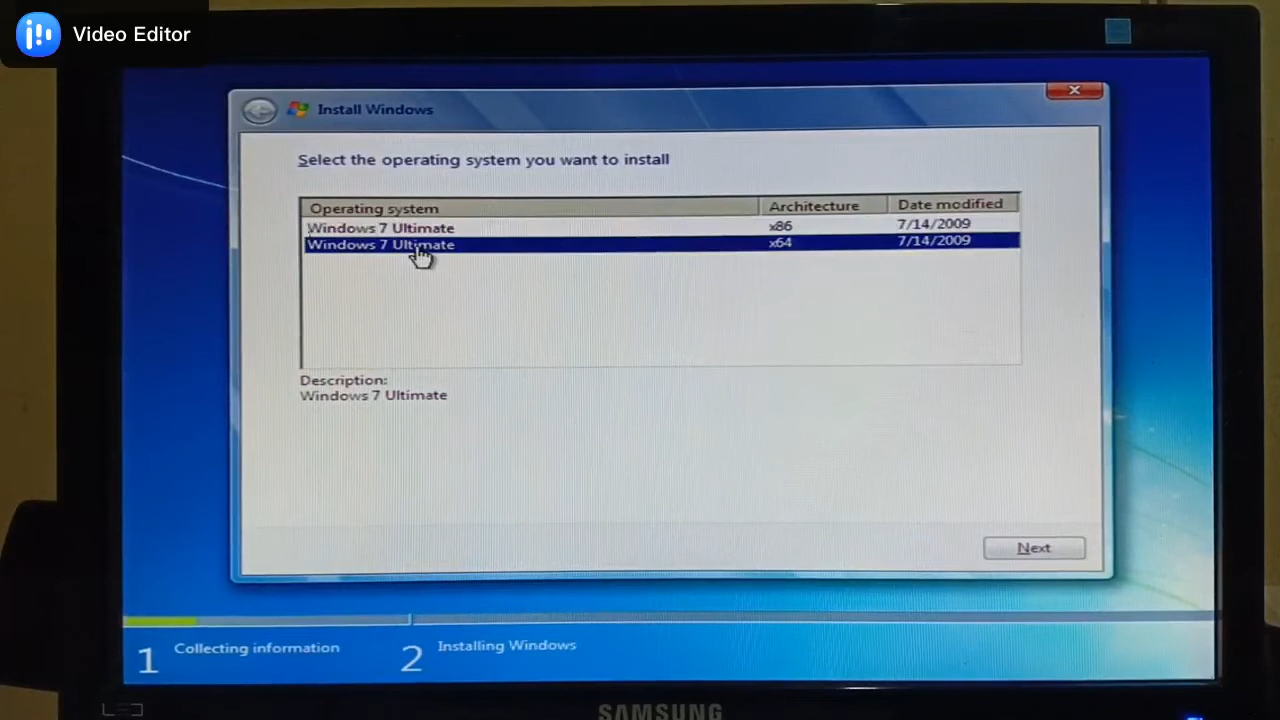 Video Editor
Install Windows
Select the operating system you want to install
Operating system Architecture Date modified
Windows 7 Ultimate x86 7/14/2009
Windows 7 Ultimate x64 7/14/2009
Description:
Windows 7 Ultimate
Next
1 Collecting information 2 Installing Windows
SAMSUNG